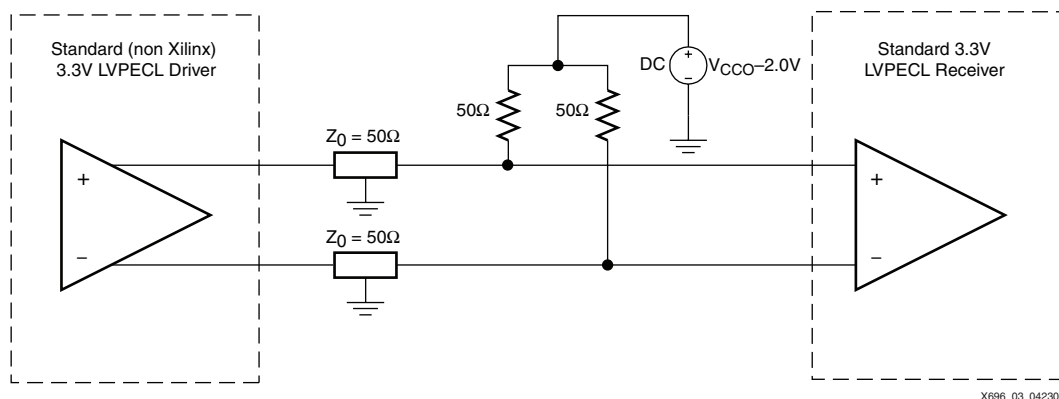 Standard (non Xilinx)
3.3V LVPECL Driver
Standard 3.3V
LVPECL Receiver
DC
+
−
VCCO–2.0V
50Ω
50Ω
Z0 = 50Ω
+
+
Z0 = 50Ω
−
−
X696_03_04230